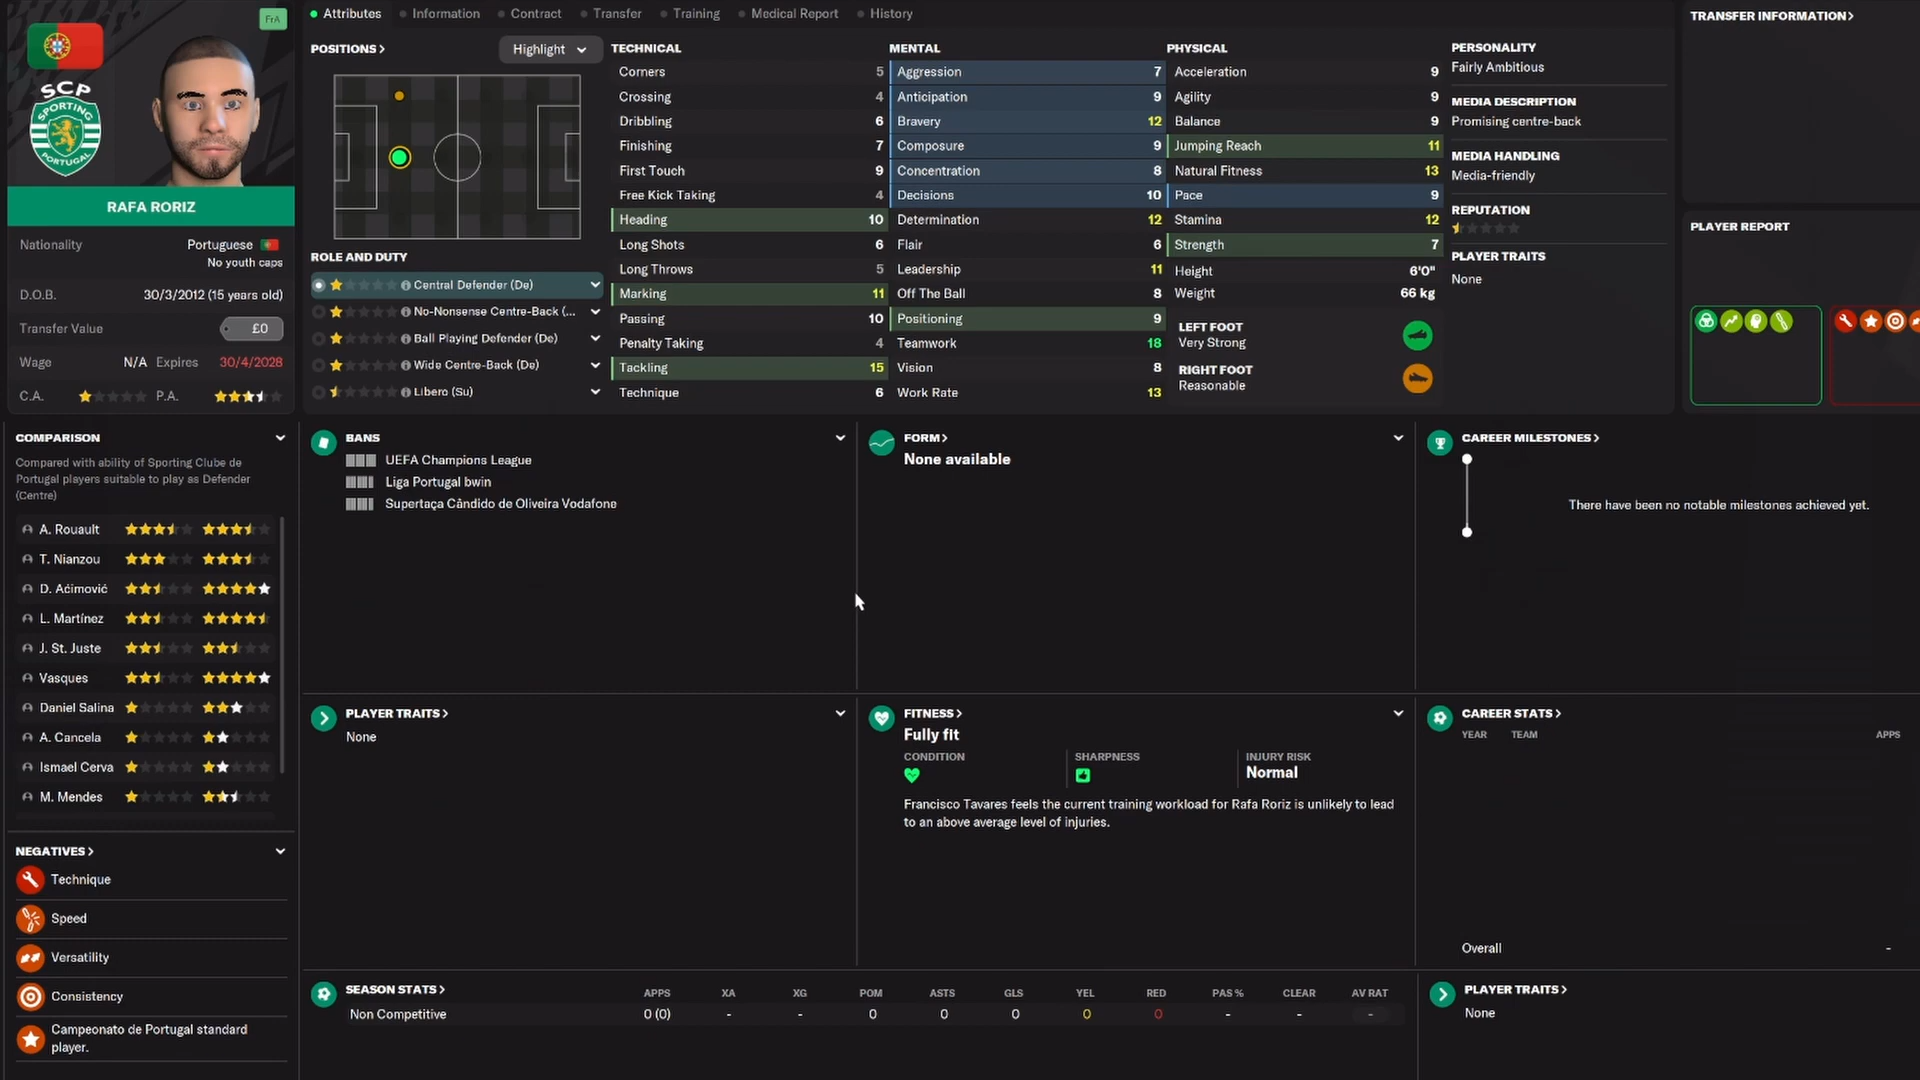 FrA
SCP
SPORTING
PORTUGAL
RAFA RORIZ
Nationality Portuguese
No youth caps
D.O.B. 30/3/2012 (15 years old)
Transfer Value £0
Wage N/A Expires 30/4/2028
C.A. P.A.
Attributes Information Contract Transfer Training Medical Report History
POSITIONS> Highlight
ROLE AND DUTY
Central Defender (De)
No-Nonsense Centre-Back (...
Ball Playing Defender (De)
Wide Centre-Back (De)
Libero (Su)
TECHNICAL
Corners 5
Crossing 4
Dribbling 6
Finishing 7
First Touch 9
Free Kick Taking 4
Heading 10
Long Shots 6
Long Throws 5
Marking 11
Passing 10
Penalty Taking 4
Tackling 15
Technique 6
MENTAL
Aggression 7
Anticipation 9
Bravery 12
Composure 9
Concentration 8
Decisions 10
Determination 12
Flair 6
Leadership 11
Off The Ball 8
Positioning 9
Teamwork 18
Vision 8
Work Rate 13
PHYSICAL
Acceleration 9
Agility 9
Balance 9
Jumping Reach 11
Natural Fitness 13
Pace 9
Stamina 12
Strength 7
Height 6'0"
Weight 66 kg
LEFT FOOT
Very Strong
RIGHT FOOT
Reasonable
PERSONALITY
Fairly Ambitious
MEDIA DESCRIPTION
Promising centre-back
MEDIA HANDLING
Media-friendly
REPUTATION
PLAYER TRAITS
None
TRANSFER INFORMATION>
PLAYER REPORT
COMPARISON
Compared with ability of Sporting Clube de
Portugal players suitable to play as Defender
(Centre)
A. Rouault
T. Nianzou
D. Aćimović
L. Martínez
J. St. Juste
Vasques
Daniel Salina
A. Cancela
Ismael Cerva
M. Mendes
NEGATIVES>
Technique
Speed
Versatility
Consistency
Campeonato de Portugal standard
player.
BANS
UEFA Champions League
Liga Portugal bwin
Supertaça Cândido de Oliveira Vodafone
FORM>
None available
CAREER MILESTONES>
There have been no notable milestones achieved yet.
PLAYER TRAITS>
None
FITNESS>
Fully fit
CONDITION SHARPNESS INJURY RISK
Normal
Francisco Tavares feels the current training workload for Rafa Roriz is unlikely to lead
to an above average level of injuries.
CAREER STATS>
YEAR TEAM APPS
Overall -
SEASON STATS> APPS XA XG POM ASTS GLS YEL RED PAS % CLEAR AV RAT
Non Competitive 0 (0) - - 0 0 0 0 0 - - -
PLAYER TRAITS>
None